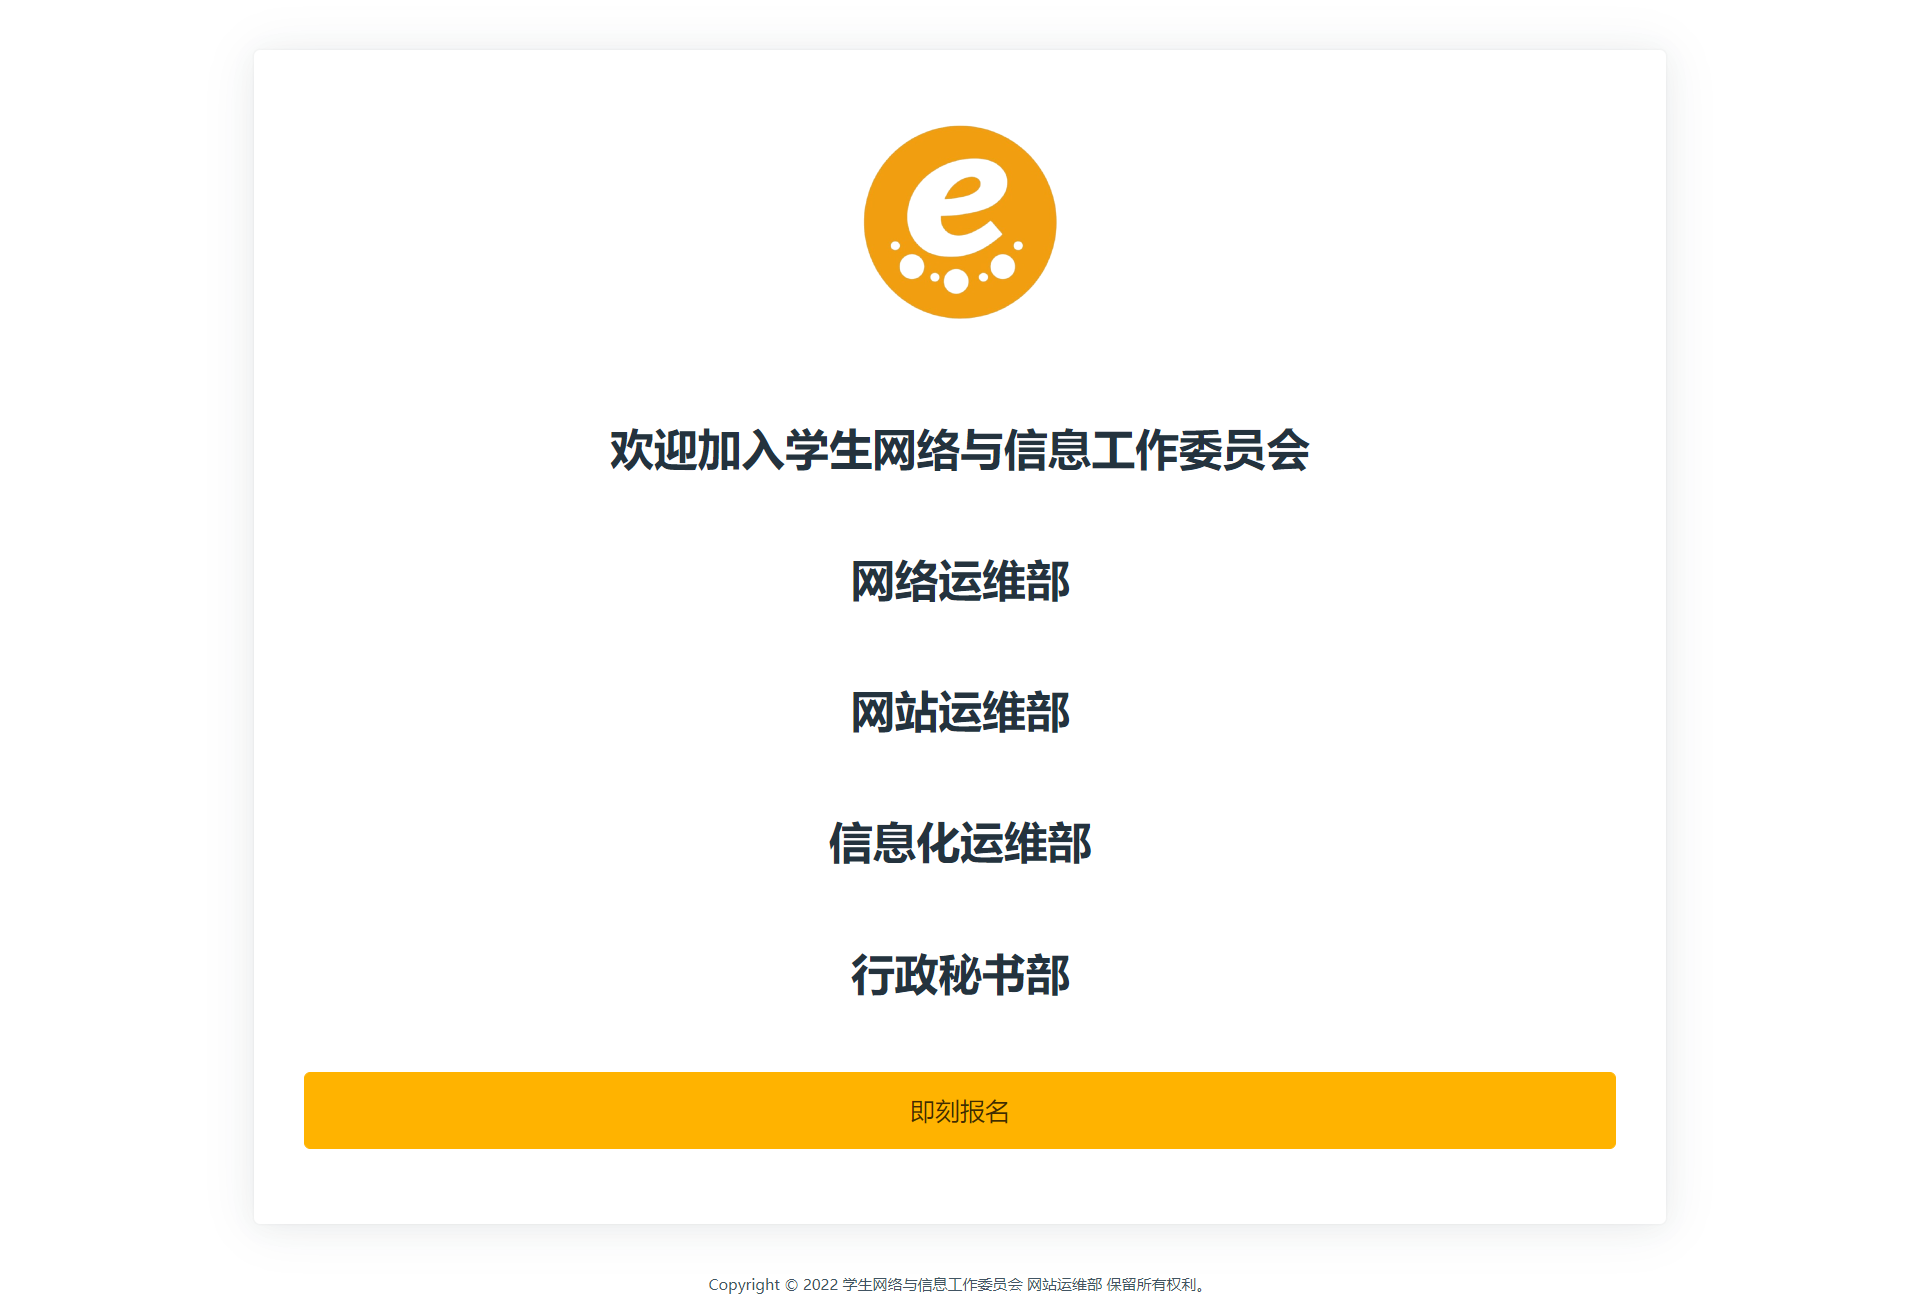 e
欢迎加入学生网络与信息工作委员会
网络运维部
网站运维部
信息化运维部
行政秘书部
即刻报名
Copyright © 2022 学生网络与信息工作委员会 网站运维部 保留所有权利。